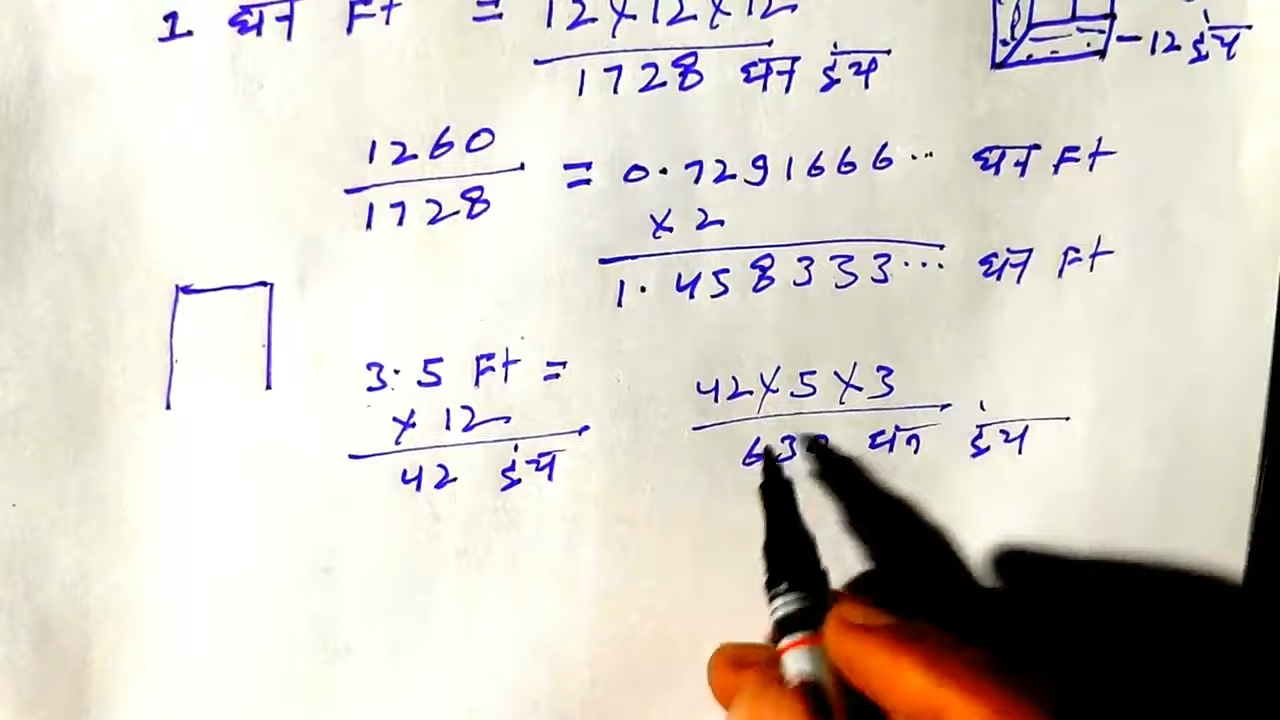 1 घन Ft = 12×12×12
1728 घन इंच
-12 इंच
1260
1728
= 0.7291666... घन Ft
×2
1.458333... घन Ft
3.5 Ft =
×12
42 इंच
42×5×3
630 घन इंच